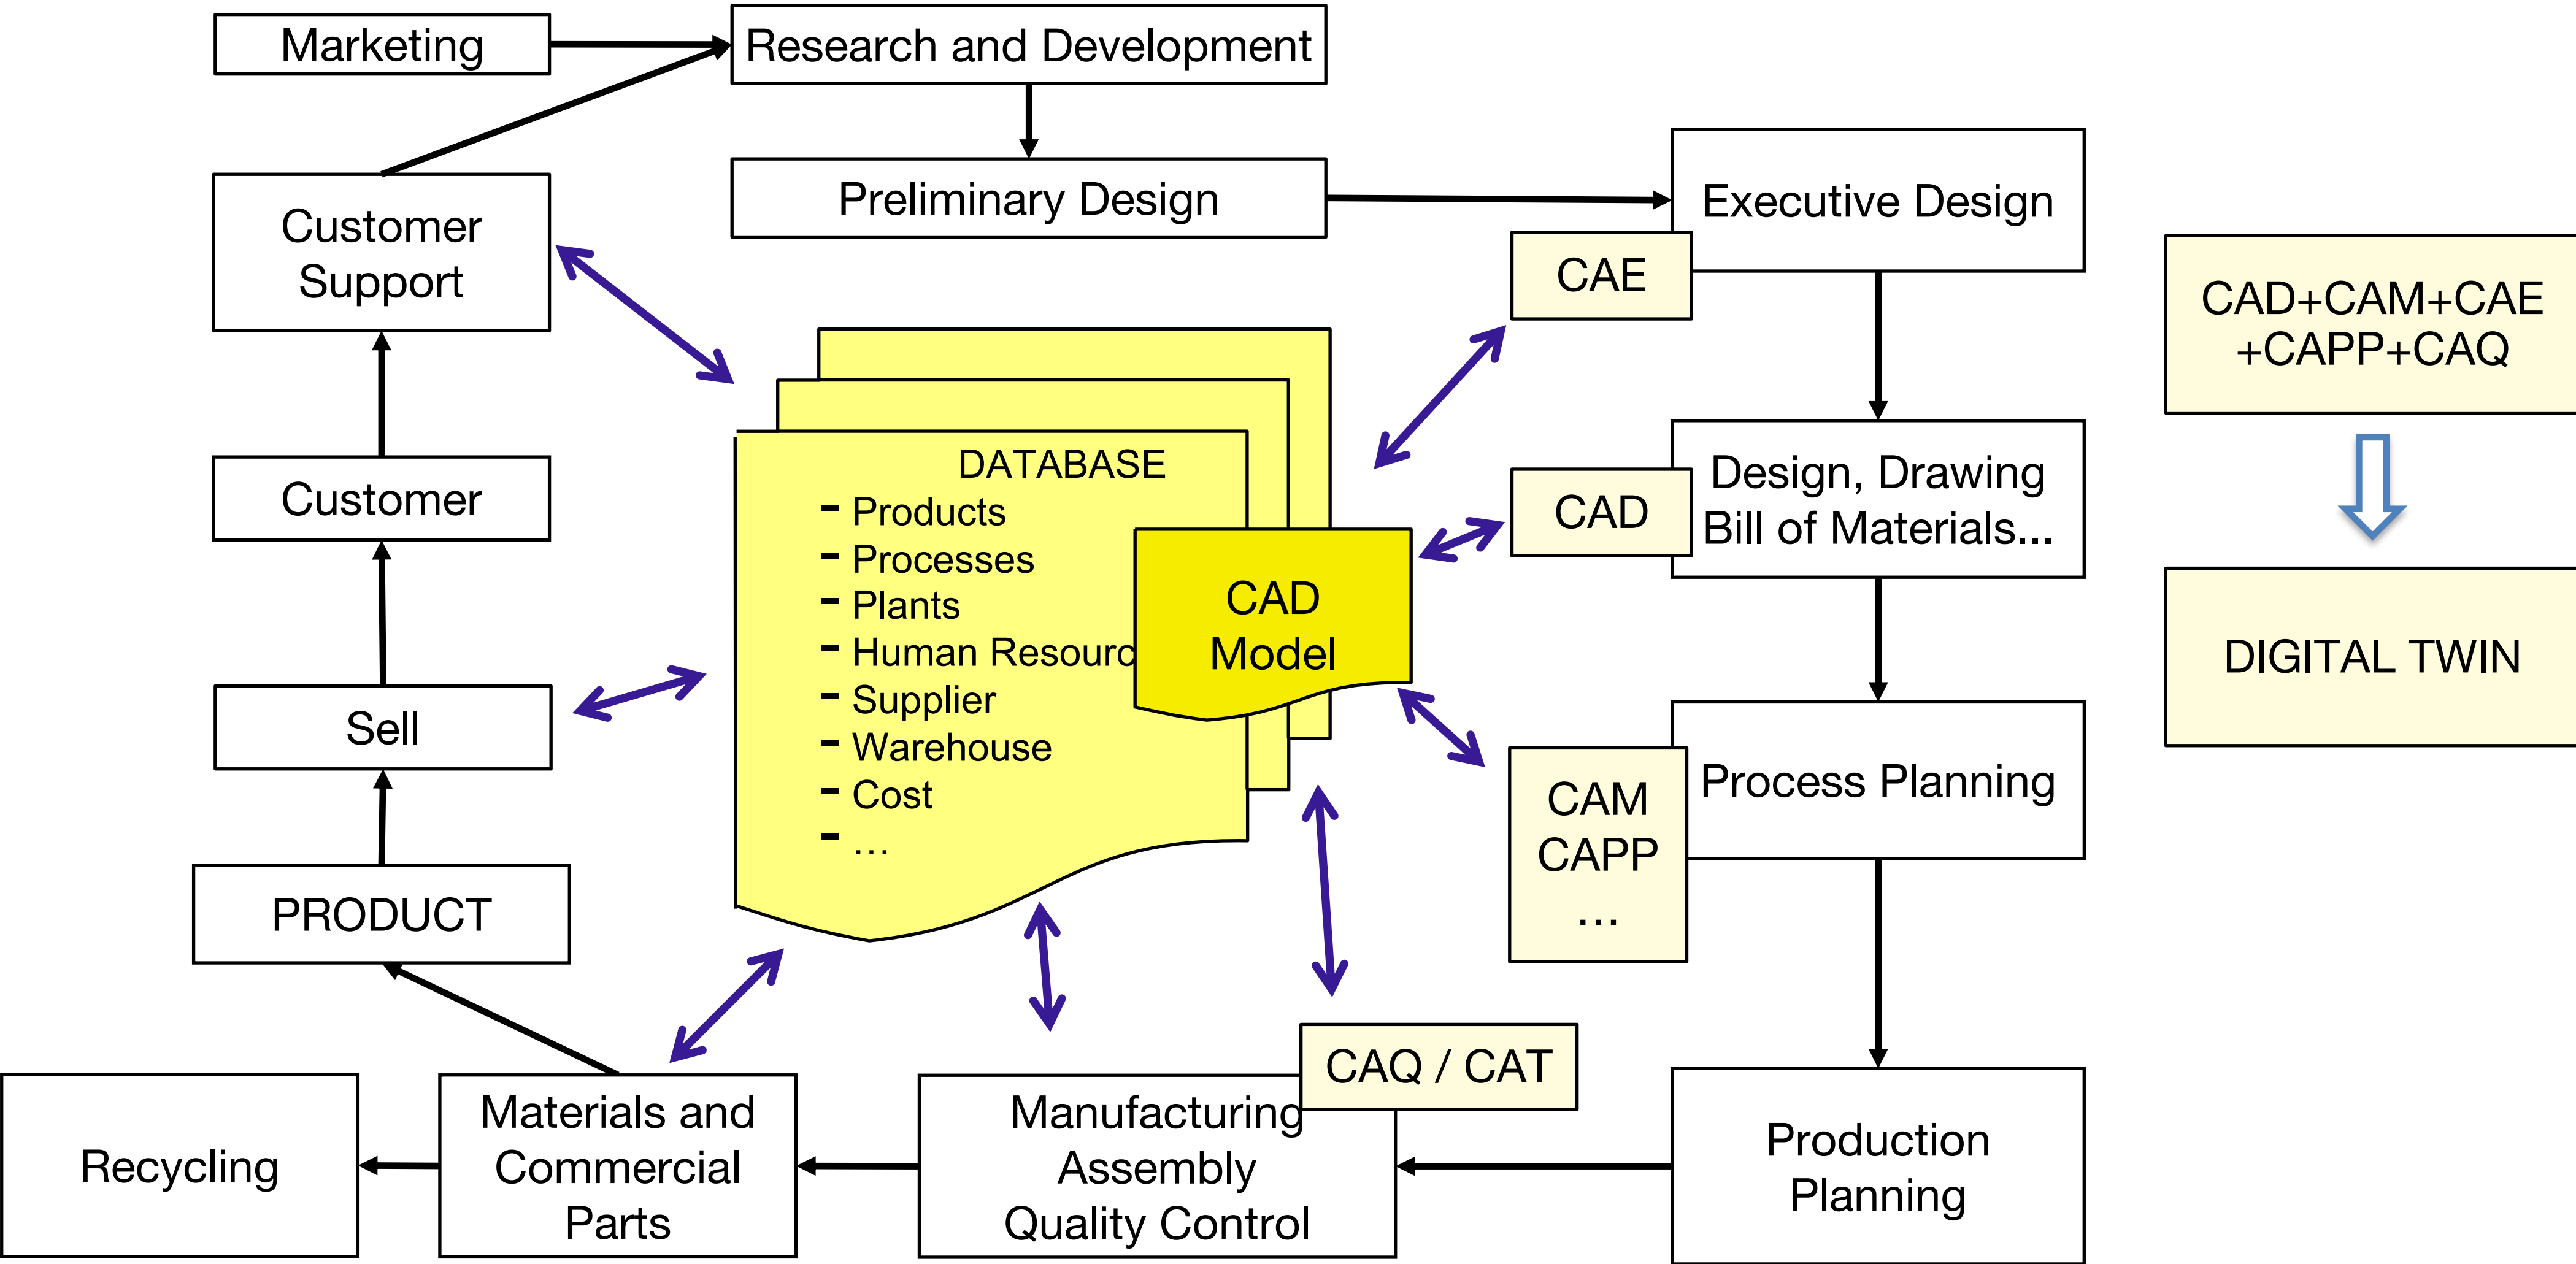 Marketing
Research and Development
Preliminary Design
Executive Design
Customer
Support
CAE
CAD+CAM+CAE
+CAPP+CAQ
DATABASE
- Products
- Processes
- Plants
- Human Resourc
- Supplier
- Warehouse
- Cost
- ...
CAD
Model
Customer
CAD
Design, Drawing
Bill of Materials...
DIGITAL TWIN
Sell
CAM
CAPP
...
Process Planning
PRODUCT
CAQ / CAT
Recycling
Materials and
Commercial
Parts
Manufacturing
Assembly
Quality Control
Production
Planning